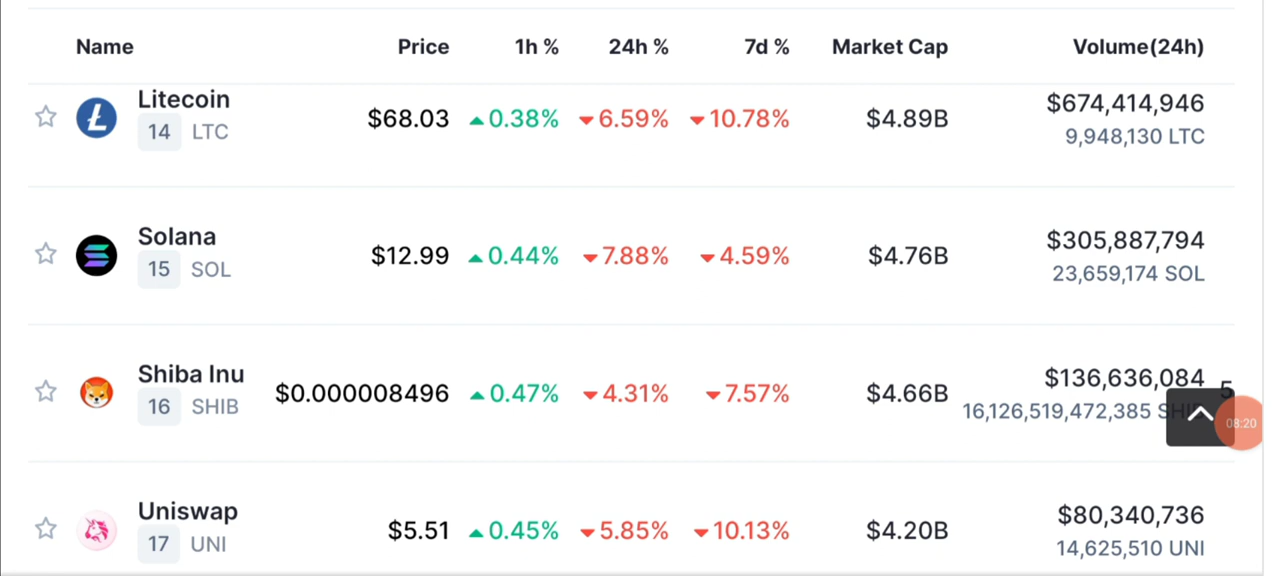 Name Price 1h % 24h % 7d % Market Cap Volume(24h)
Litecoin
14 LTC
$68.03 ▲0.38% ▼6.59% ▼10.78% $4.89B
$674,414,946
9,948,130 LTC
Solana
15 SOL
$12.99 ▲0.44% ▼7.88% ▼4.59% $4.76B
$305,887,794
23,659,174 SOL
Shiba Inu
16 SHIB
$0.000008496 ▲0.47% ▼4.31% ▼7.57% $4.66B
$136,636,084
16,126,519,472,385 SHIB
5
08:20
Uniswap
17 UNI
$5.51 ▲0.45% ▼5.85% ▼10.13% $4.20B
$80,340,736
14,625,510 UNI